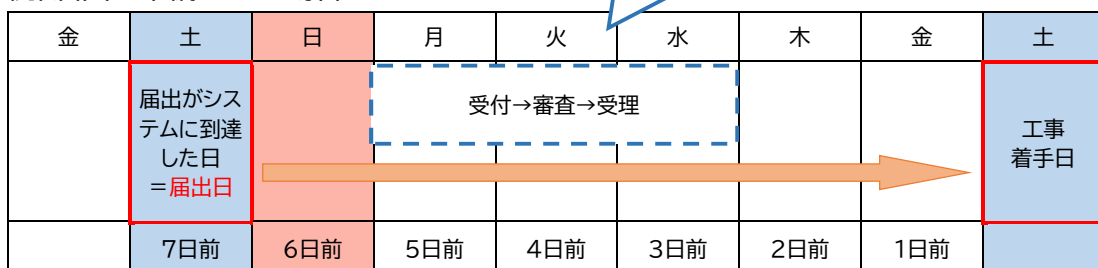 金 土 日 月 火 水 木 金 土
届出がシス
テムに到達
した日
＝届出日
受付→審査→受理
工事
着手日
7日前 6日前 5日前 4日前 3日前 2日前 1日前